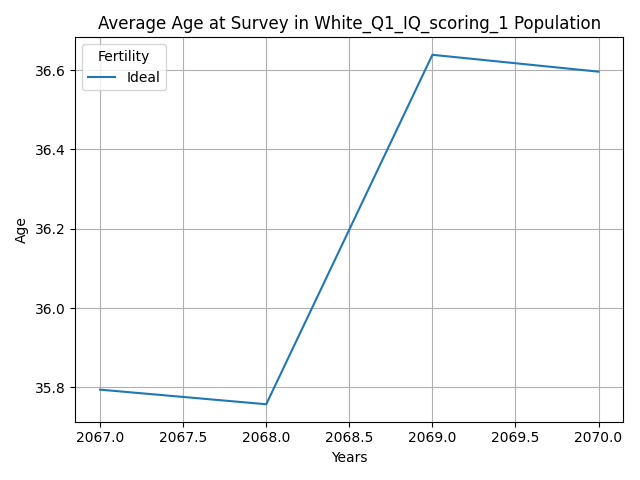 Average Age at Survey in White_Q1_IQ_scoring_1 Population
Fertility
Ideal
Age
36.6
36.4
36.2
36.0
35.8
2067.0 2067.5 2068.0 2068.5 2069.0 2069.5 2070.0
Years